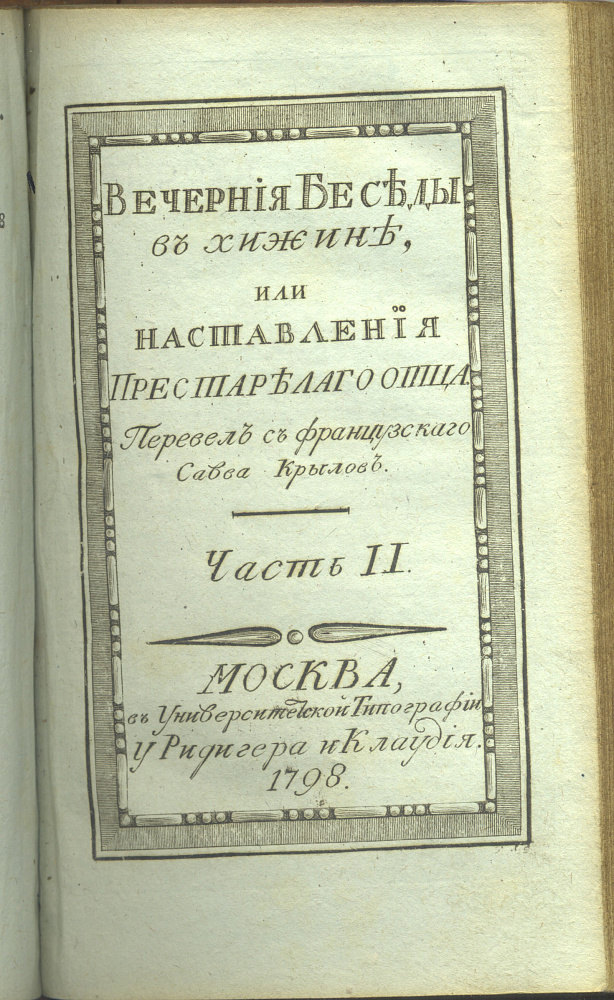 ВЕЧЕРНІЯ БЕСѢДЫ
въ хижинѣ,
или
НАСТАВЛЕНЇЯ
ПРЕСТАРѢЛАГО ОТЦА.
Перевелъ съ французскаго
Савва Крыловъ.
Часть II.
МОСКВА,
въ Университетской Типографіи
у Ридигера и Клаудія.
1798.